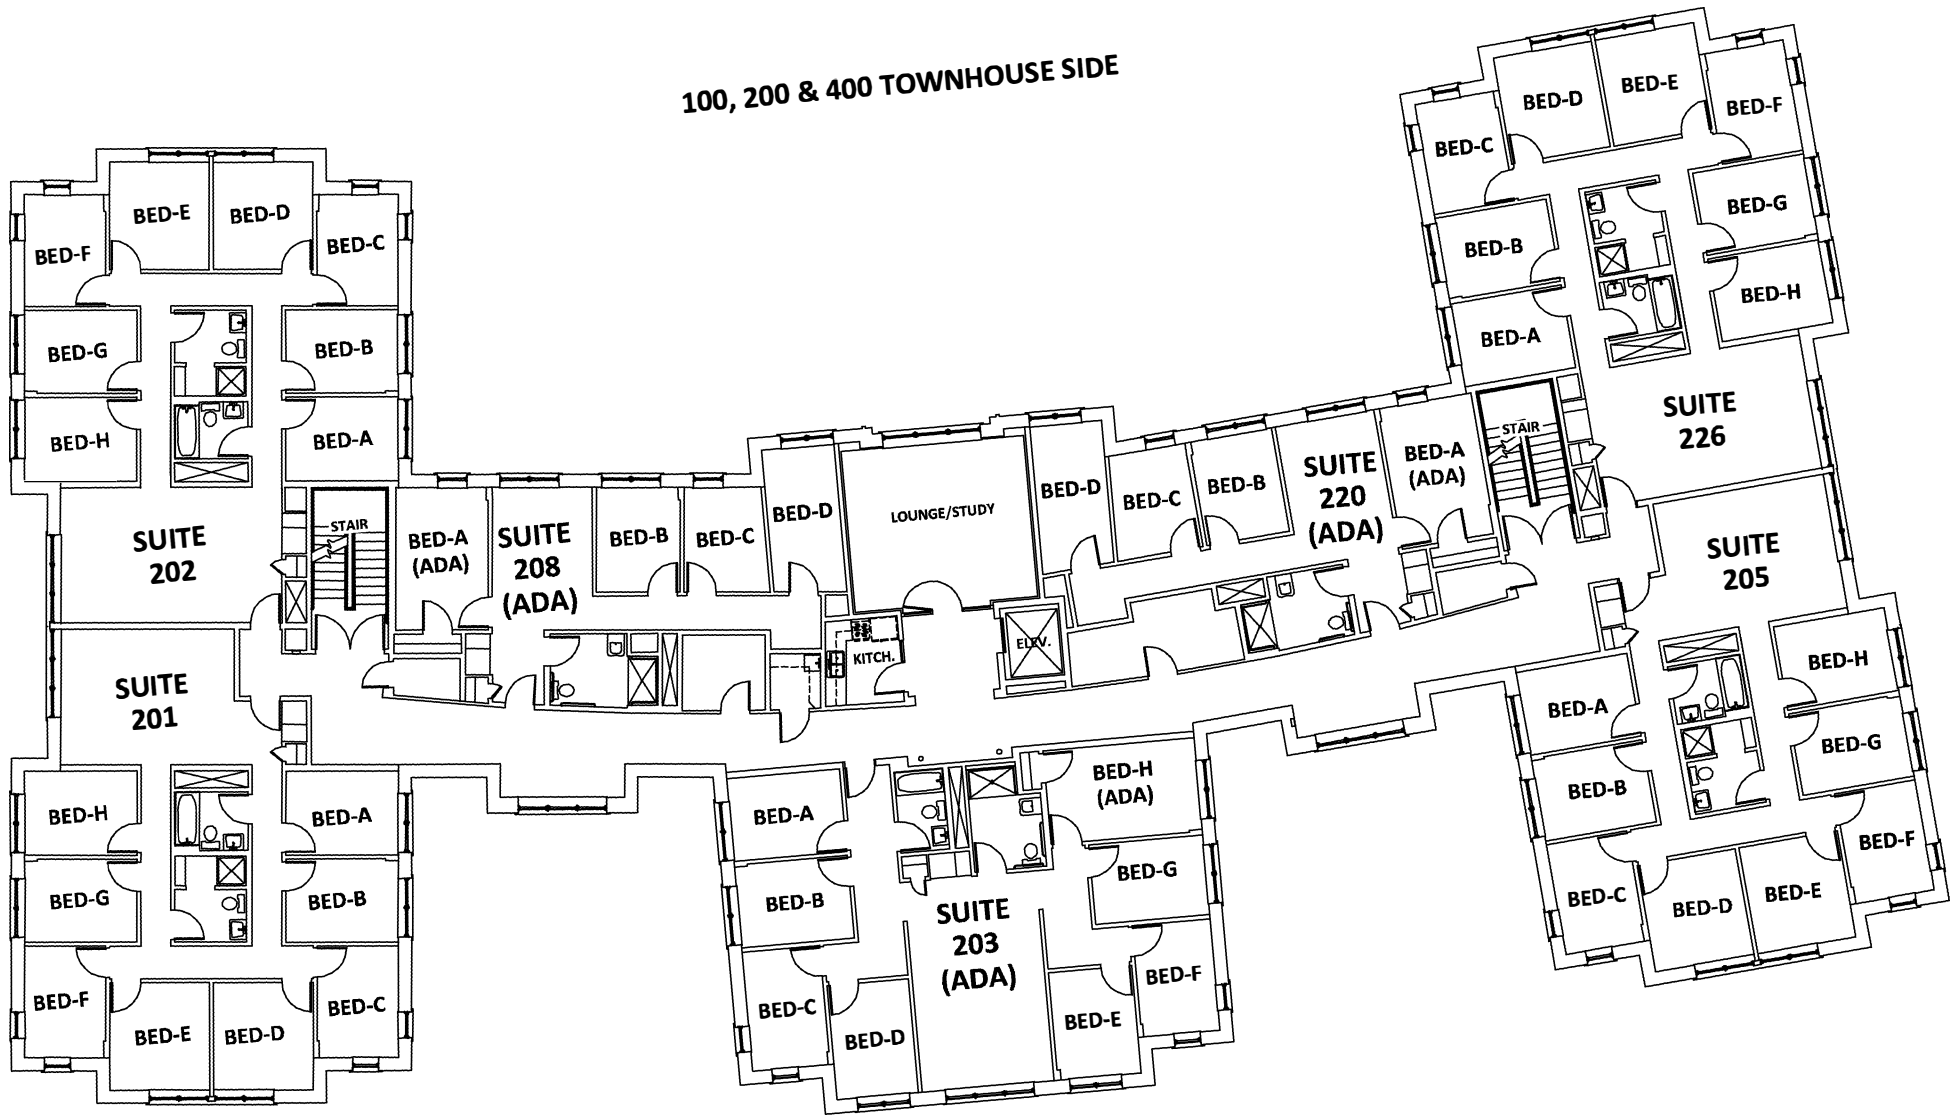 100, 200 & 400 TOWNHOUSE SIDE
BED-E
BED-D
BED-F
BED-C
BED-G
BED-B
BED-H
BED-A
SUITE
202
STAIR
SUITE
201
BED-H
BED-A
BED-G
BED-B
BED-F
BED-C
BED-E
BED-D
BED-A
(ADA)
SUITE
208
(ADA)
BED-B
BED-C
BED-D
LOUNGE/STUDY
KITCH.
ELEV.
BED-D
BED-C
BED-B
SUITE
220
(ADA)
BED-A
(ADA)
STAIR
BED-A
BED-H
(ADA)
BED-B
BED-G
SUITE
203
(ADA)
BED-C
BED-F
BED-D
BED-E
BED-D
BED-E
BED-C
BED-F
BED-B
BED-G
BED-A
BED-H
SUITE
226
SUITE
205
BED-A
BED-H
BED-B
BED-G
BED-C
BED-F
BED-D
BED-E